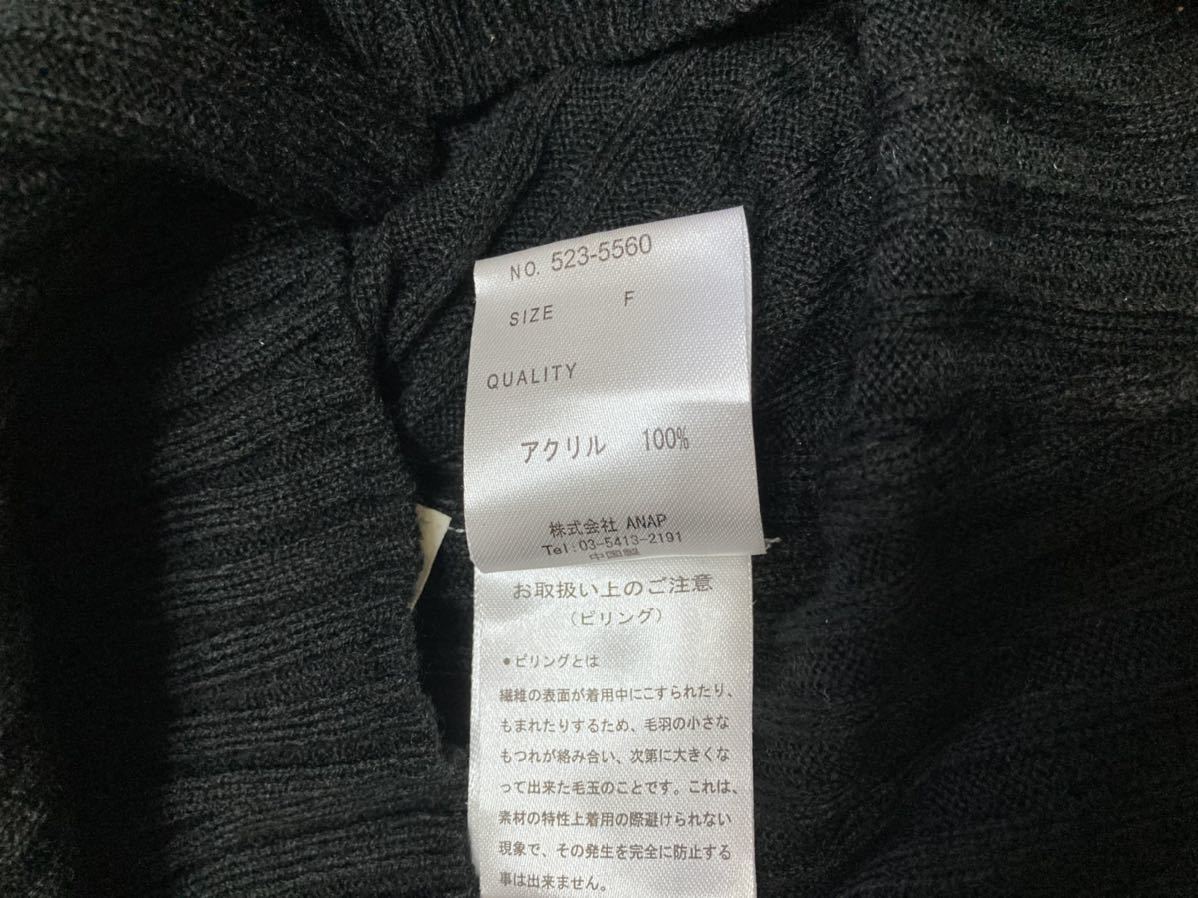 NO. 523-5560
SIZE F
QUALITY
アクリル 100%
株式会社 ANAP
Tel:03-5413-2191
中国製
お取扱い上のご注意
(ピリング)
•ピリングとは
繊維の表面が着用中にこすられたり、
もまれたりするため、毛羽の小さな
もつれが絡み合い、次第に大きくな
って出来た毛玉のことです。これは、
素材の特性上着用の際避けられない
現象で、その発生を完全に防止する
事は出来ません。